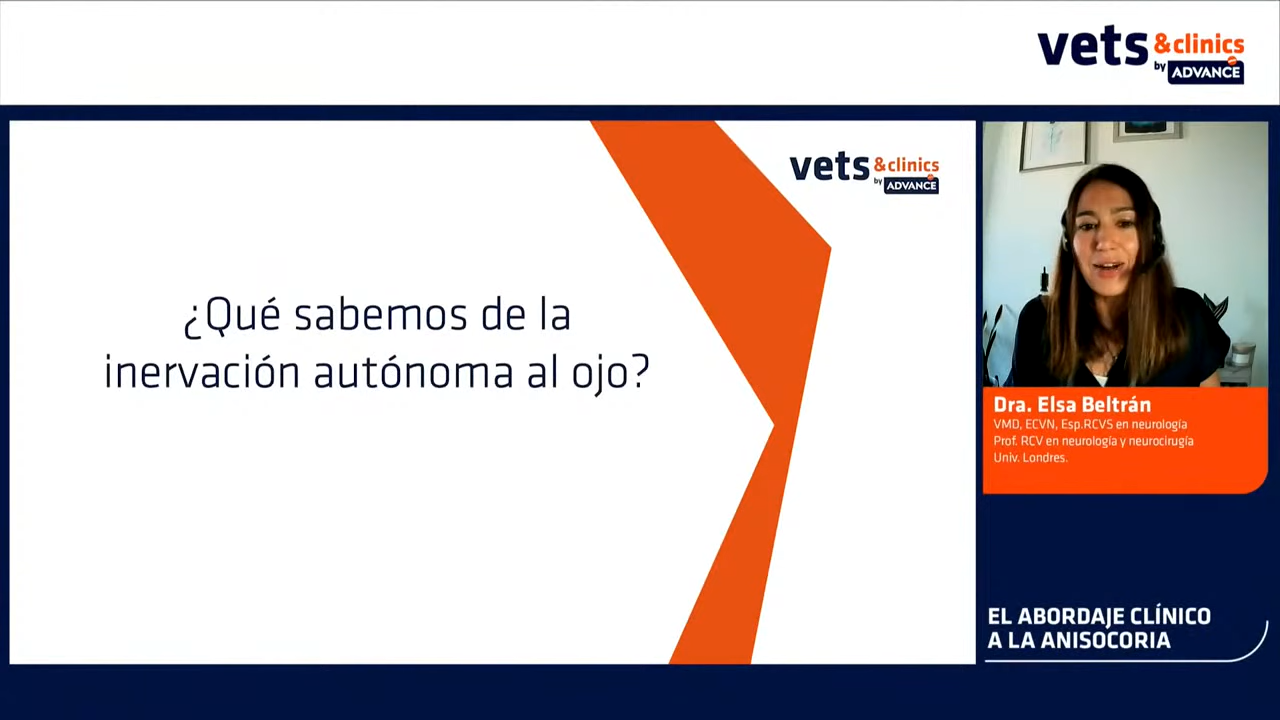 vets &clinics
by ADVANCE
vets &clinics
by ADVANCE
¿Qué sabemos de la
inervación autónoma al ojo?
Dra. Elsa Beltrán
VMD, ECVN, Esp.RCVS en neurología
Prof. RCV en neurología y neurocirugía
Univ. Londres.
EL ABORDAJE CLÍNICO
A LA ANISOCORIA